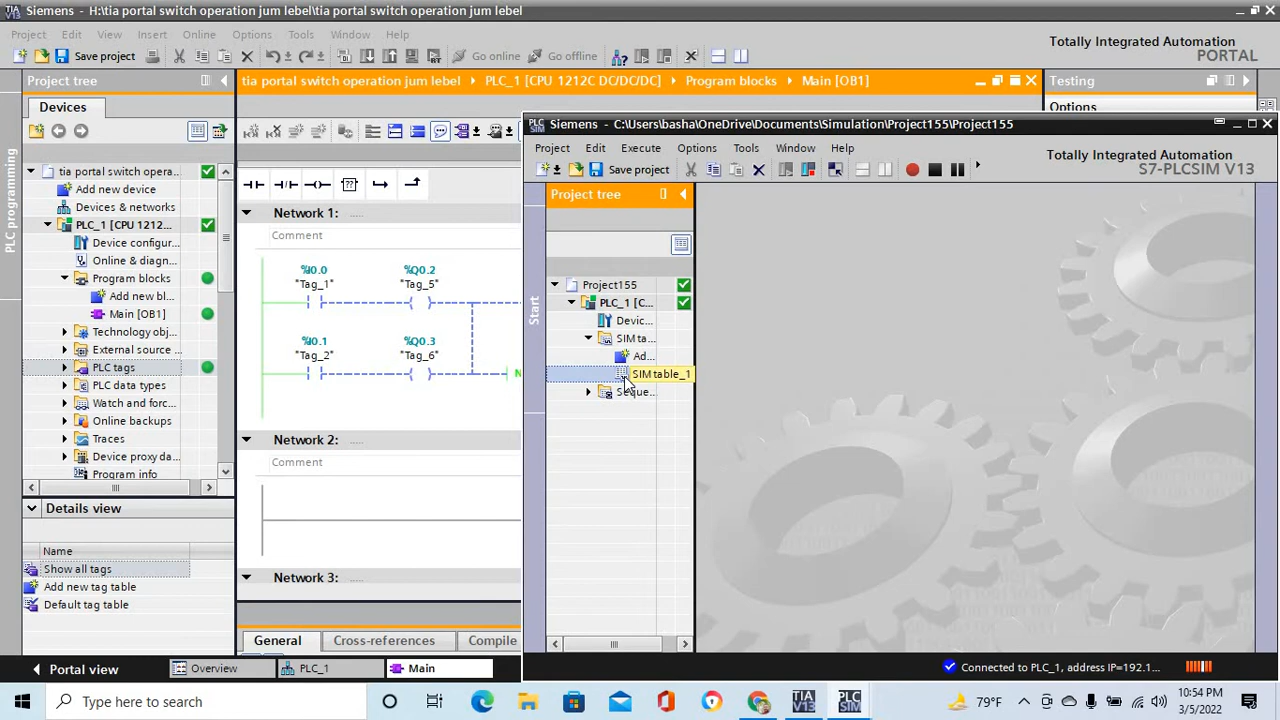 TIA V13 Siemens - H:\tia portal switch operation jum lebel\tia portal switch operation jum lebel
Project Edit View Insert Online Options Tools Window Help
Totally Integrated Automation
PORTAL
Save project Go online Go offline
Project tree
tia portal switch operation jum lebel PLC_1 [CPU 1212C DC/DC/DC] Program blocks Main [OB1]
Testing
Devices
Options
PLC programming
tia portal switch opera...
Add new device
Devices & networks
PLC_1 [CPU 1212...
Device configur...
Online & diagn...
Program blocks
Add new bl...
Main [OB1]
Technology obj...
External source ...
PLC tags
PLC data types
Watch and forc...
Online backups
Traces
Device proxy da...
Program info
Details view
Name
Show all tags
Add new tag table
Default tag table
Network 1: .....
Comment
%I0.0 %Q0.2
"Tag_1" "Tag_5"
%I0.1 %Q0.3
"Tag_2" "Tag_6"
N
Network 2: .....
Comment
Network 3: .....
General Cross-references Compile
PLC SIM Siemens - C:\Users\basha\OneDrive\Documents\Simulation\Project155\Project155
Project Edit Execute Options Tools Window Help
Totally Integrated Automation
S7-PLCSIM V13
Save project
Project tree
Start
Project155
PLC_1 [C...
Devic...
SIM ta...
Ad...
SIM table_1
Seque...
Connected to PLC_1, address IP=192.1...
Portal view Overview PLC_1 Main
Type here to search
TIA V13
PLC SIM
79°F
10:54 PM
3/5/2022